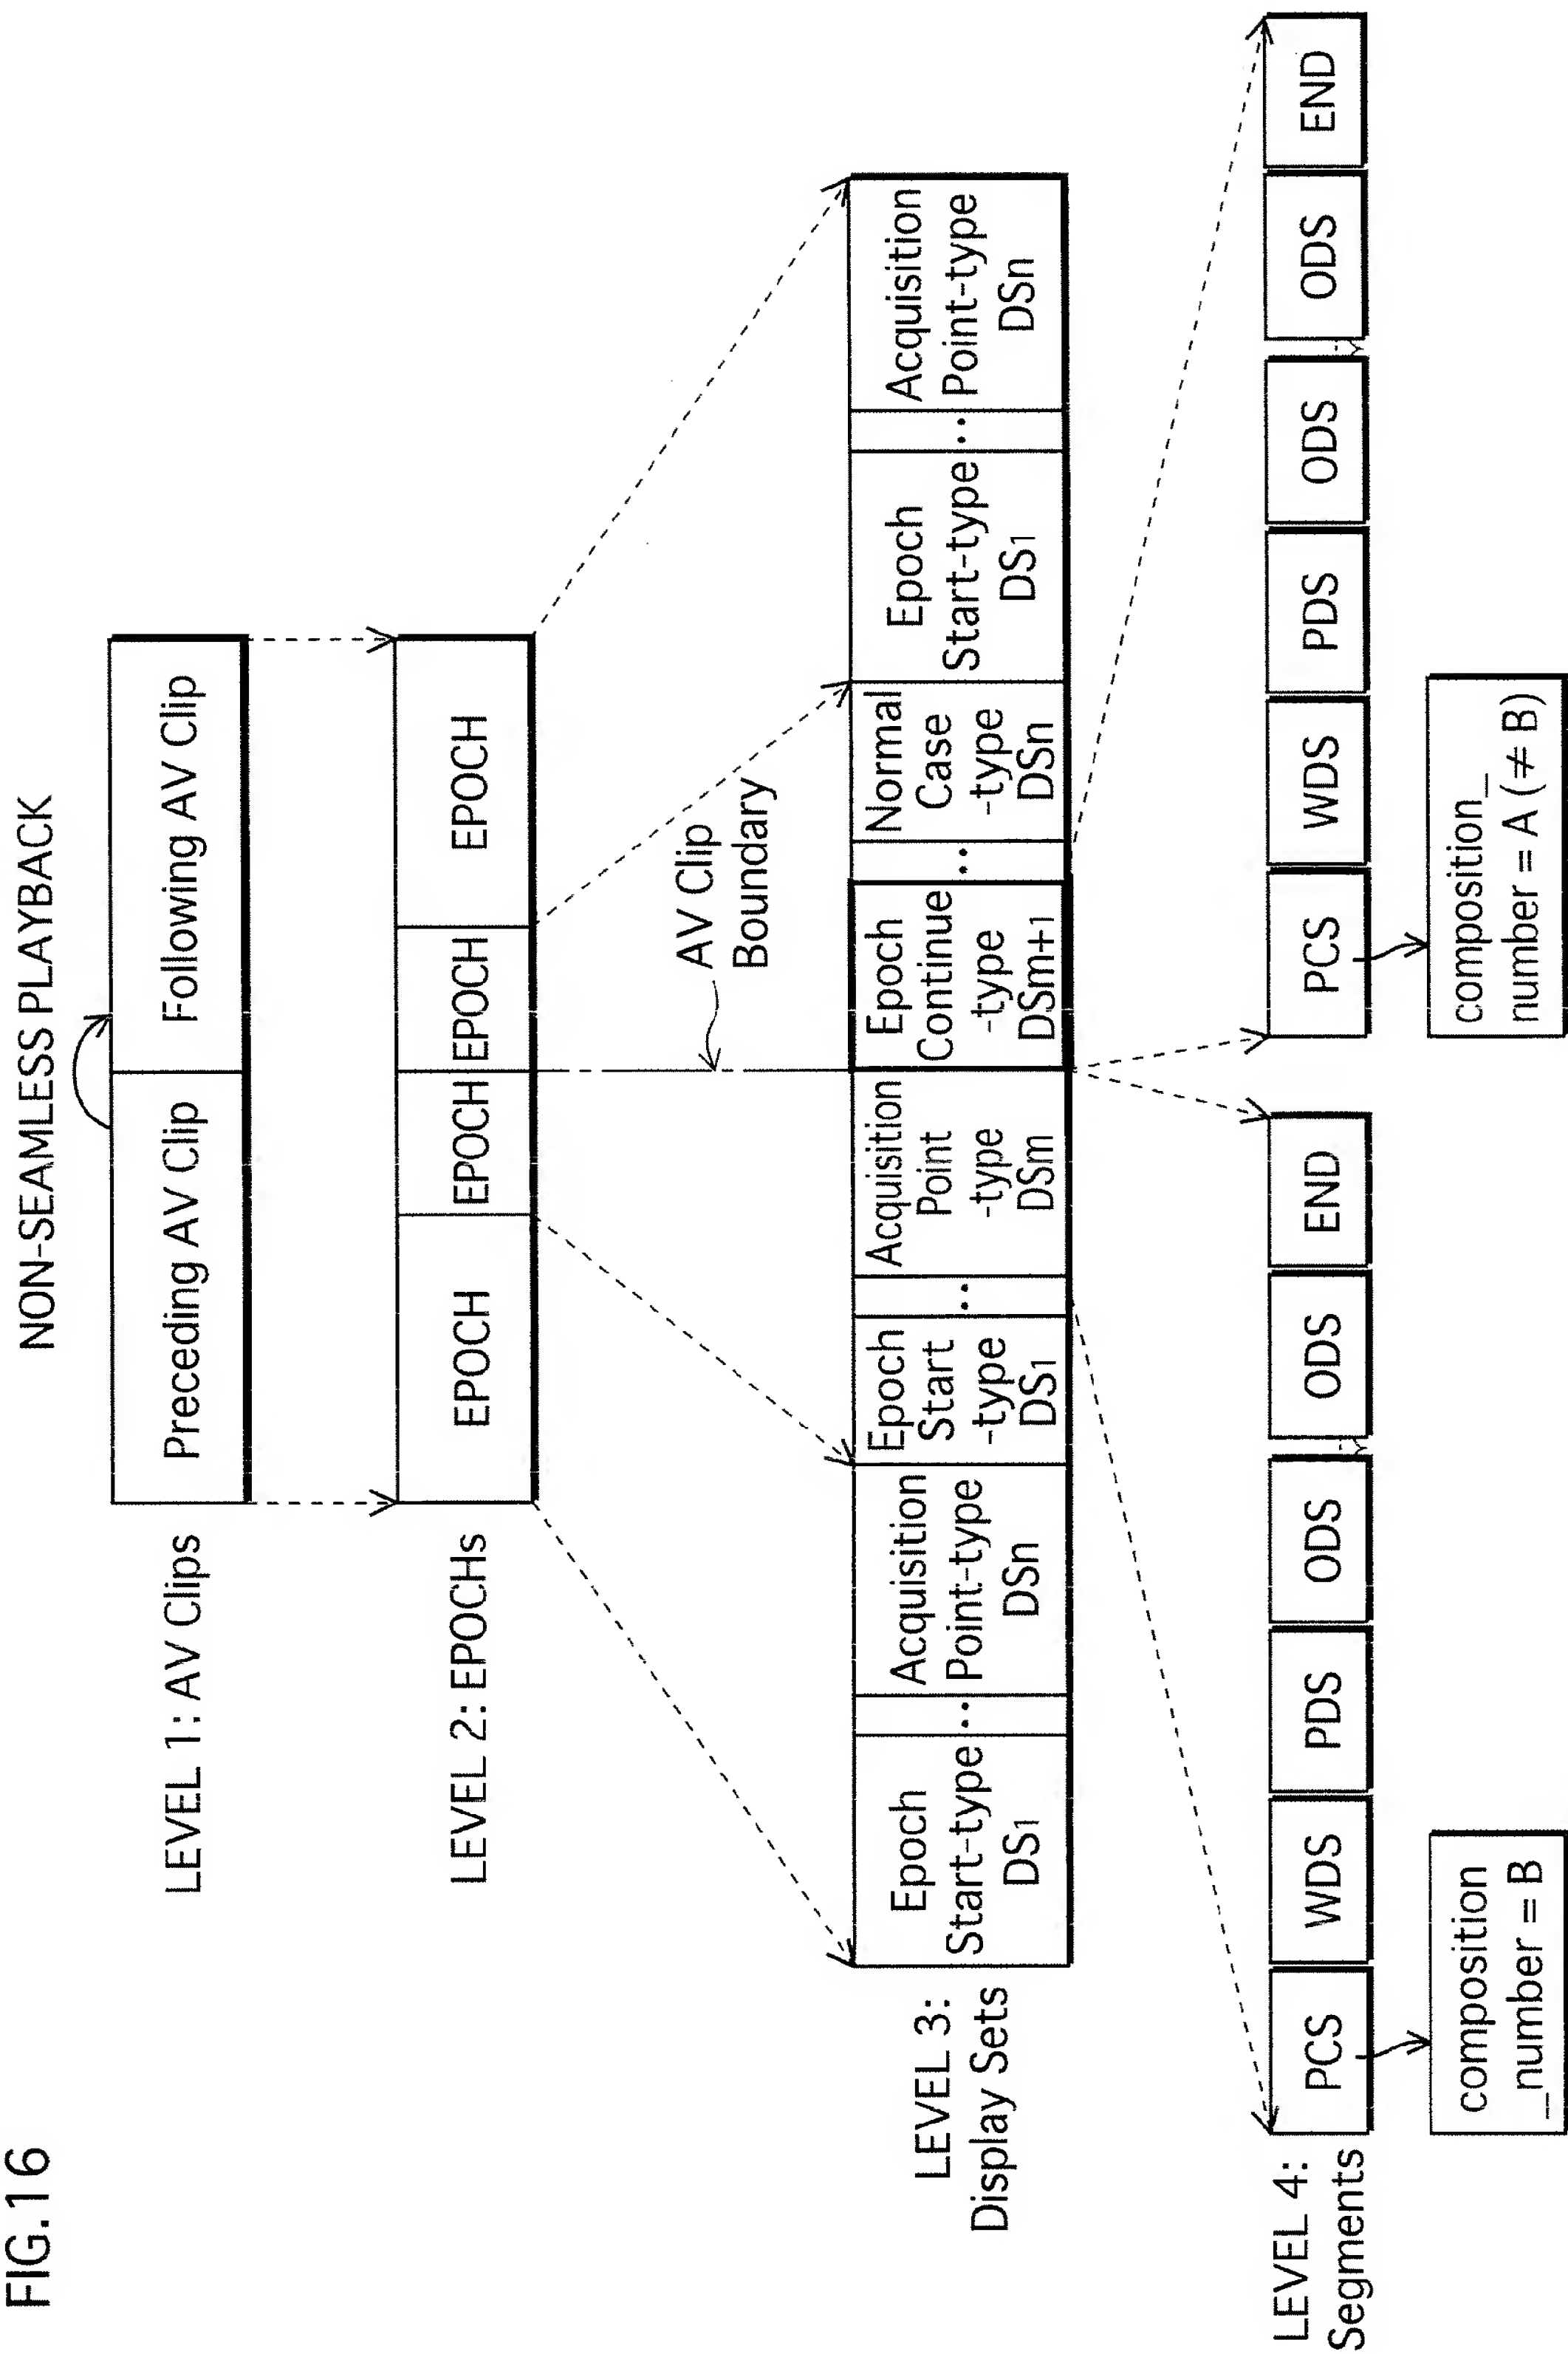 FIG.16
NON-SEAMLESS PLAYBACK
LEVEL 1: AV Clips
Preceding AV Clip
Following AV Clip
LEVEL 2: EPOCHs
EPOCH
EPOCH
EPOCH
EPOCH
AV Clip
Boundary
LEVEL 3:
Display Sets
Epoch
Start-type
DS1
..
Acquisition
Point-type
DSn
Epoch
Start
-type
DS1
..
Acquisition
Point
-type
DSm
Epoch
Continue
-type
DSm+1
..
Normal
Case
-type
DSn
Epoch
Start-type
DS1
..
Acquisition
Point-type
DSn
LEVEL 4:
Segments
PCS
WDS
PDS
ODS
ODS
END
PCS
WDS
PDS
ODS
ODS
END
composition
_number = B
composition_
number = A (≠ B)